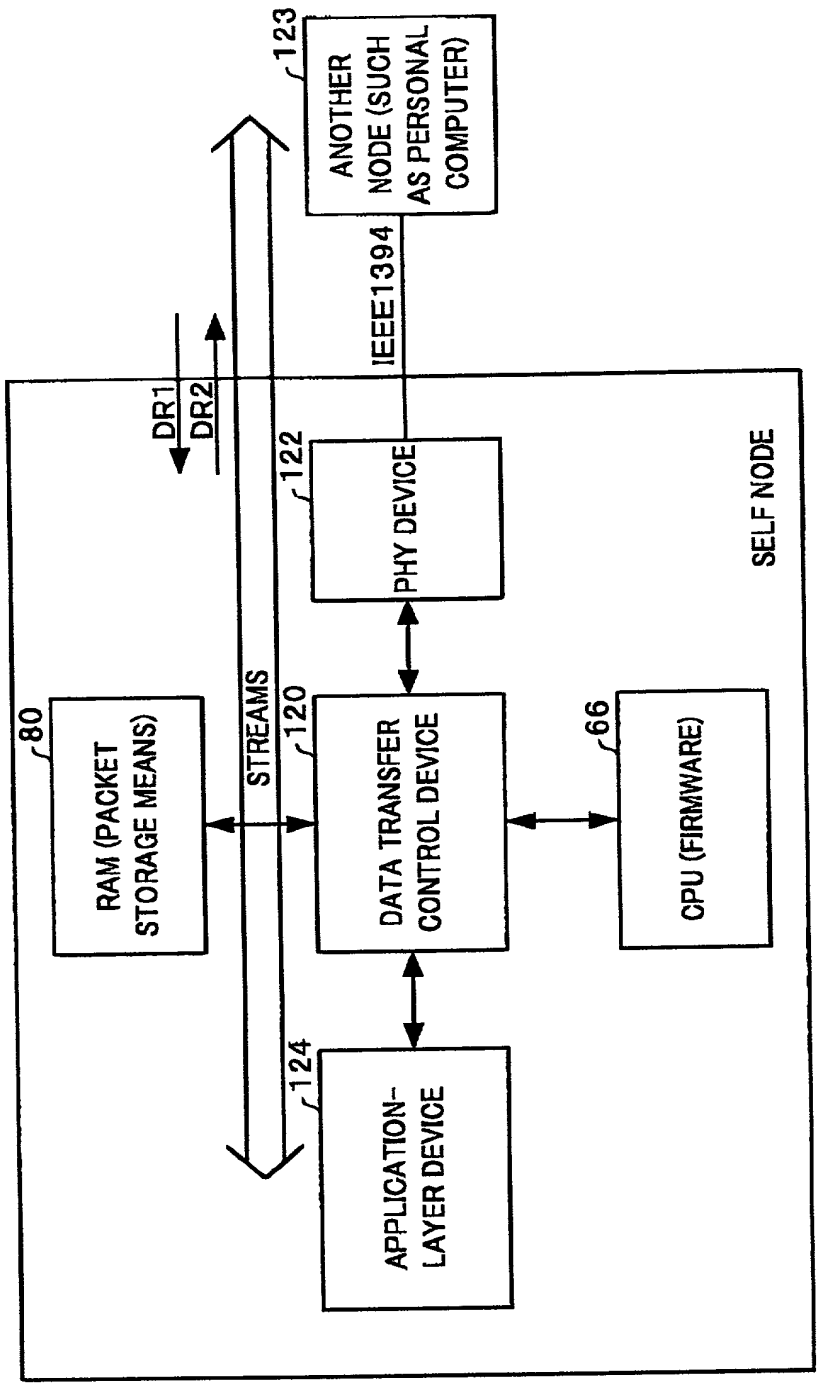 80
RAM (PACKET
STORAGE MEANS)
DR1
DR2
STREAMS
124
APPLICATION-
LAYER DEVICE
120
DATA TRANSFER
CONTROL DEVICE
122
PHY DEVICE
IEEE1394
123
ANOTHER
NODE (SUCH
AS PERSONAL
COMPUTER)
66
CPU (FIRMWARE)
SELF NODE